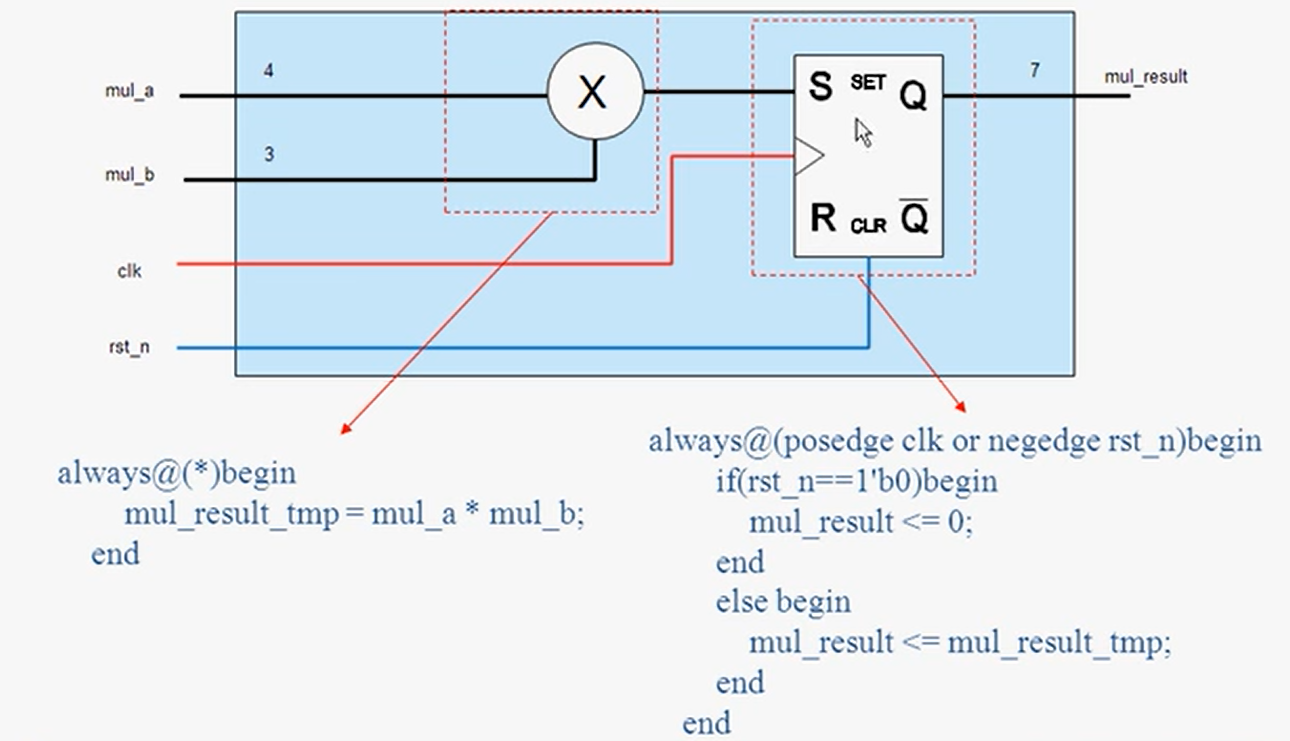 4
7
mul_a
X
S SET Q
mul_result
3
mul_b
R CLR Q̅
clk
rst_n
always@(*)begin
mul_result_tmp = mul_a * mul_b;
end
always@(posedge clk or negedge rst_n)begin
if(rst_n==1'b0)begin
mul_result <= 0;
end
else begin
mul_result <= mul_result_tmp;
end
end